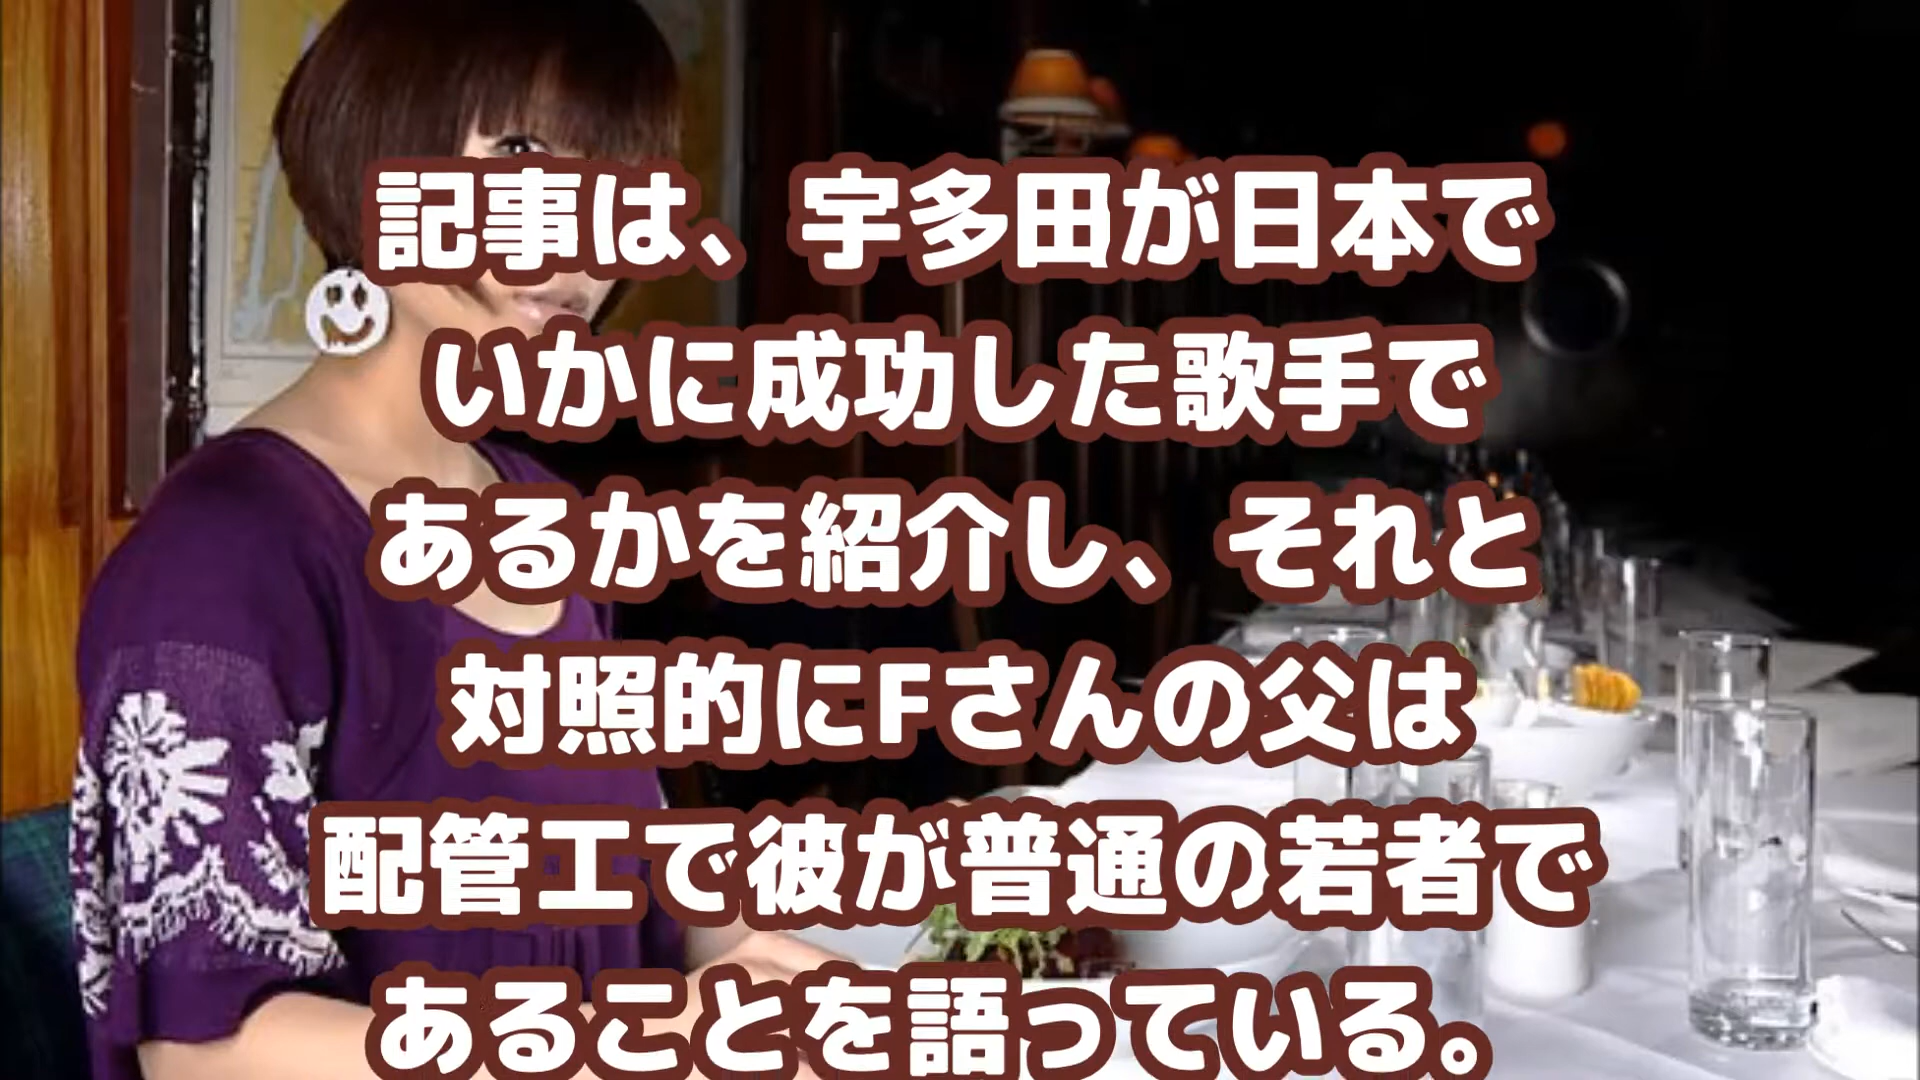 記事は、宇多田が日本で
いかに成功した歌手で
あるかを紹介し、それと
対照的にFさんの父は
配管工で彼が普通の若者で
あることを語っている。